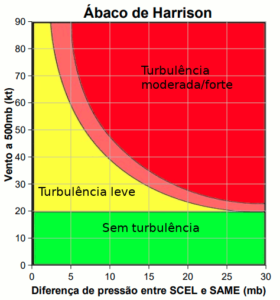 Ábaco de Harrison
Vento a 500mb (kt)
90
80
70
60
50
40
30
20
10
0
Turbulência
moderada/forte
Turbulência leve
Sem turbulência
0 5 10 15 20 25 30
Diferença de pressão entre SCEL e SAME (mb)